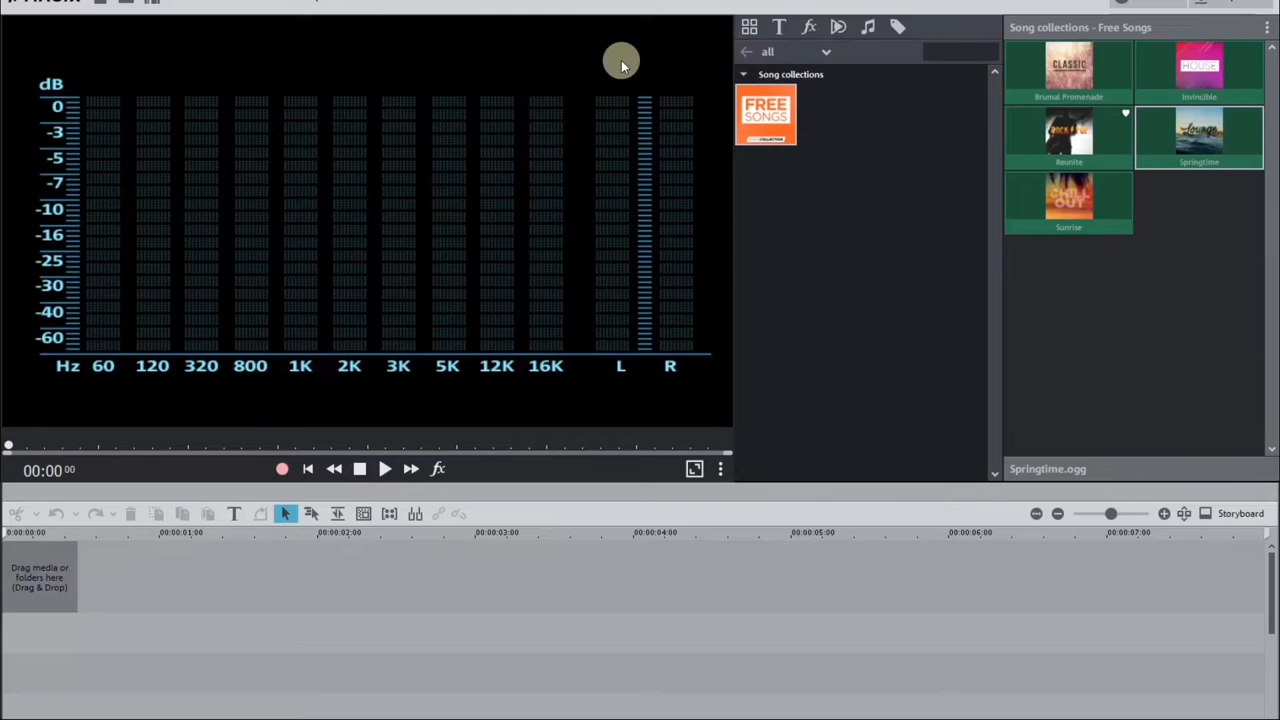 dB
0
-3
-5
-7
-10
-16
-25
-30
-40
-60
Hz 60 120 320 800 1K 2K 3K 5K 12K 16K L R
00:00 00
T fx
all
Song collections
FREE
SONGS
COLLECTION
Song collections - Free Songs
CLASSIC
Brumal Promenade
HOUSE
Invincible
ROCK & POP
Reunite
Lounge
Springtime
CHILL
OUT
Sunrise
Springtime.ogg
fx
T
Storyboard
00:00:00:00 00:00:01:00 00:00:02:00 00:00:03:00 00:00:04:00 00:00:05:00 00:00:06:00 00:00:07:00
Drag media or
folders here
(Drag & Drop)